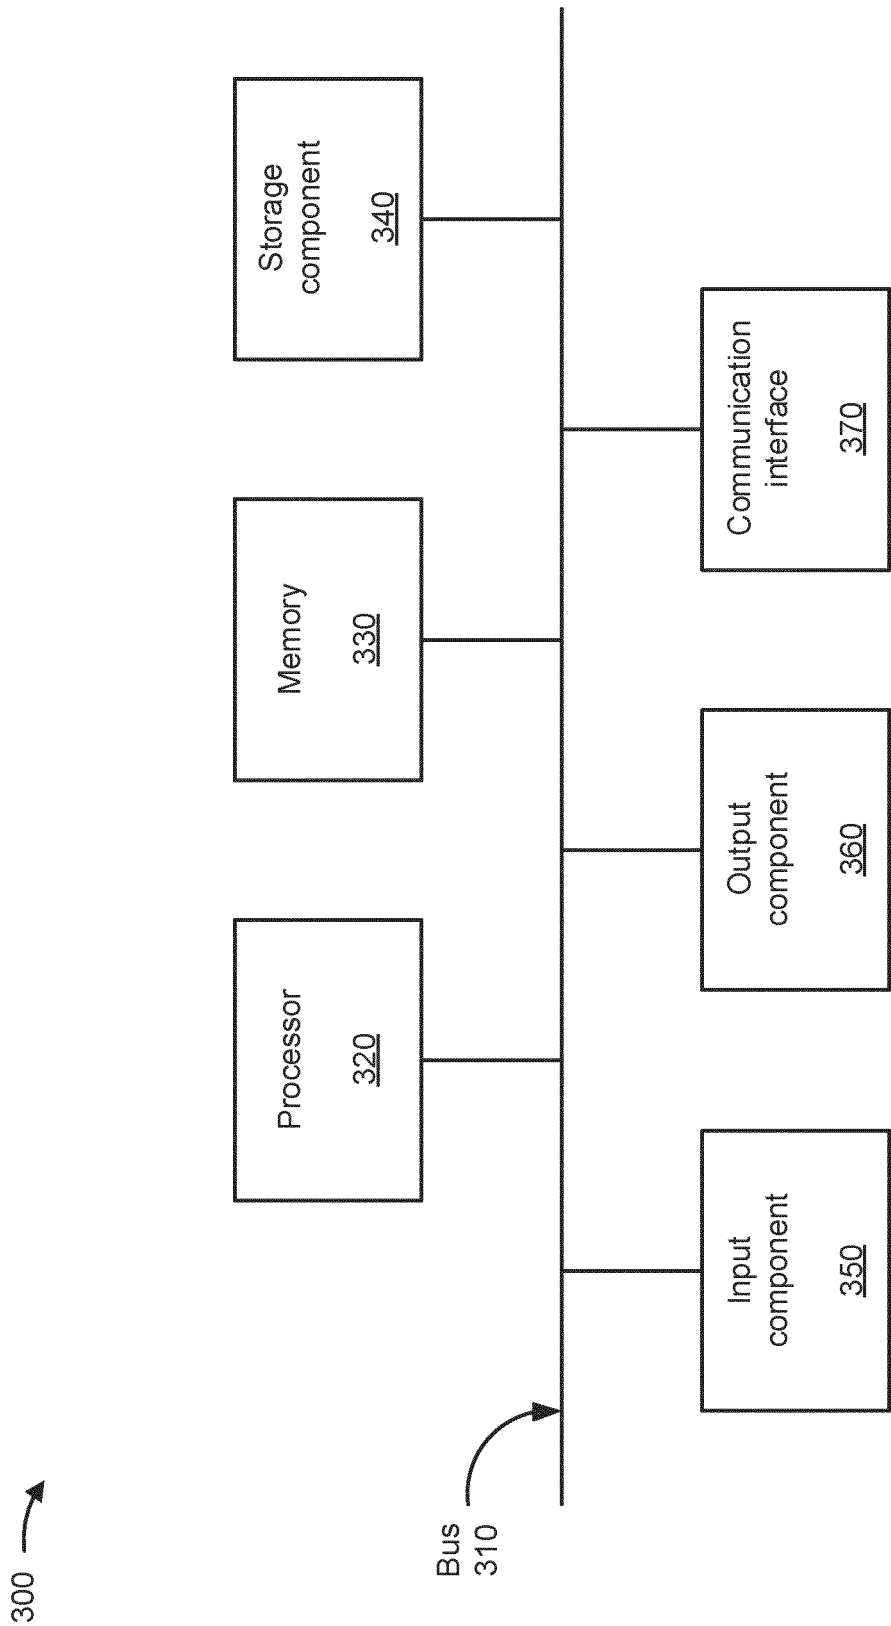 300
Processor
320
Memory
330
Storage
component
340
Bus
310
Input
component
350
Output
component
360
Communication
interface
370